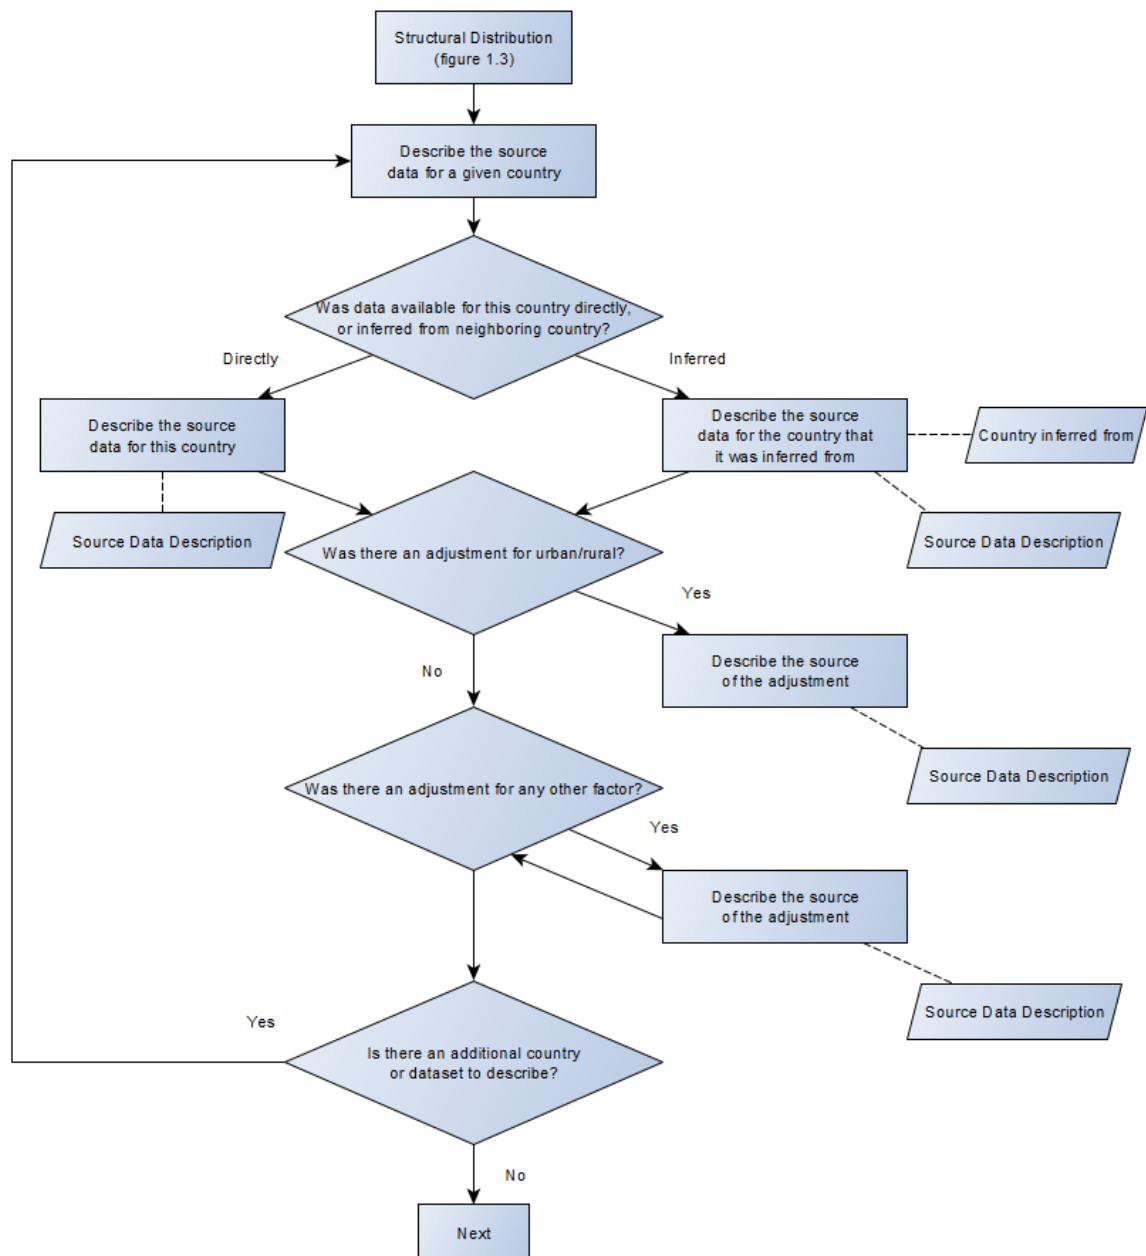 Structural Distribution
(figure 1.3)
Describe the source
data for a given country
Was data available for this country directly,
or inferred from neighboring country?
Directly
Inferred
Describe the source
data for this country
Describe the source
data for the country that
it was inferred from
Country inferred from
Source Data Description
Source Data Description
Was there an adjustment for urban/rural?
Yes
No
Describe the source
of the adjustment
Source Data Description
Was there an adjustment for any other factor?
Yes
Describe the source
of the adjustment
Source Data Description
Yes
Is there an additional country
or dataset to describe?
No
Next